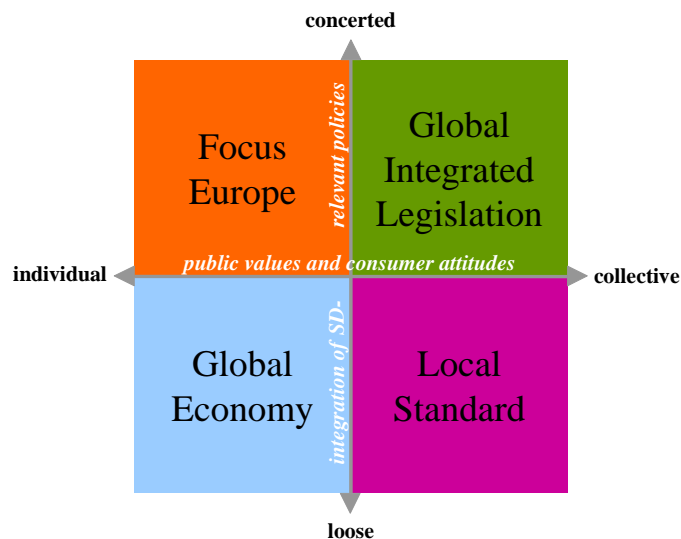 concerted
Focus
Europe
relevant policies
Global
Integrated
Legislation
individual
public values and consumer attitudes
collective
Global
Economy
integration of SD-
Local
Standard
loose